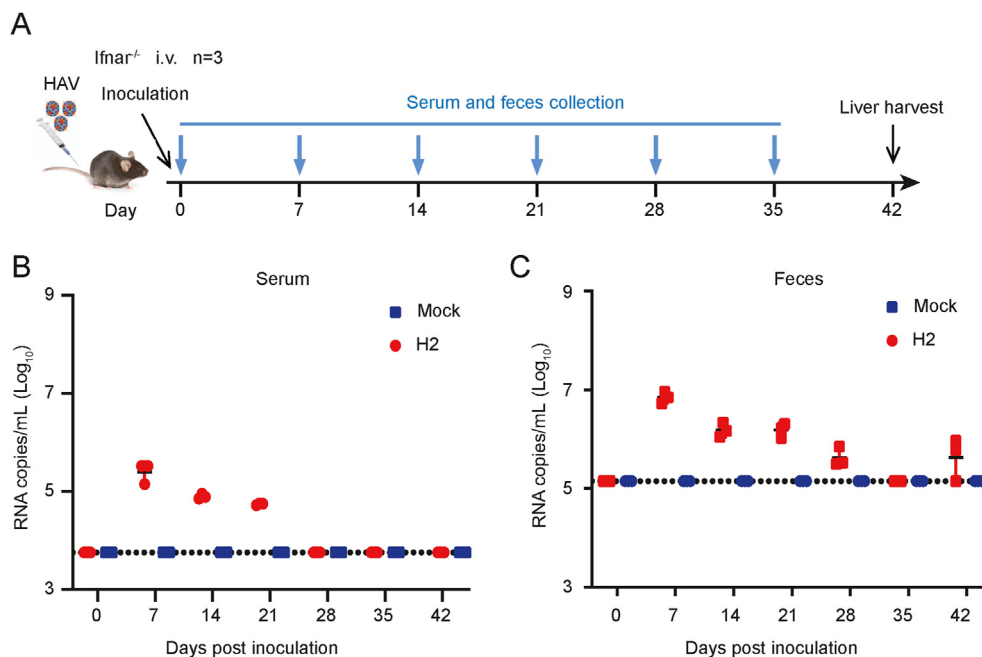 A
Ifnar-/- i.v. n=3
HAV
Inoculation
Serum and feces collection
Liver harvest
Day
0 7 14 21 28 35 42
B
Serum
Mock
H2
RNA copies/mL (Log10)
9
7
5
3
0 7 14 21 28 35 42
Days post inoculation
C
Feces
Mock
H2
RNA copies/mL (Log10)
9
7
5
3
0 7 14 21 28 35 42
Days post inoculation